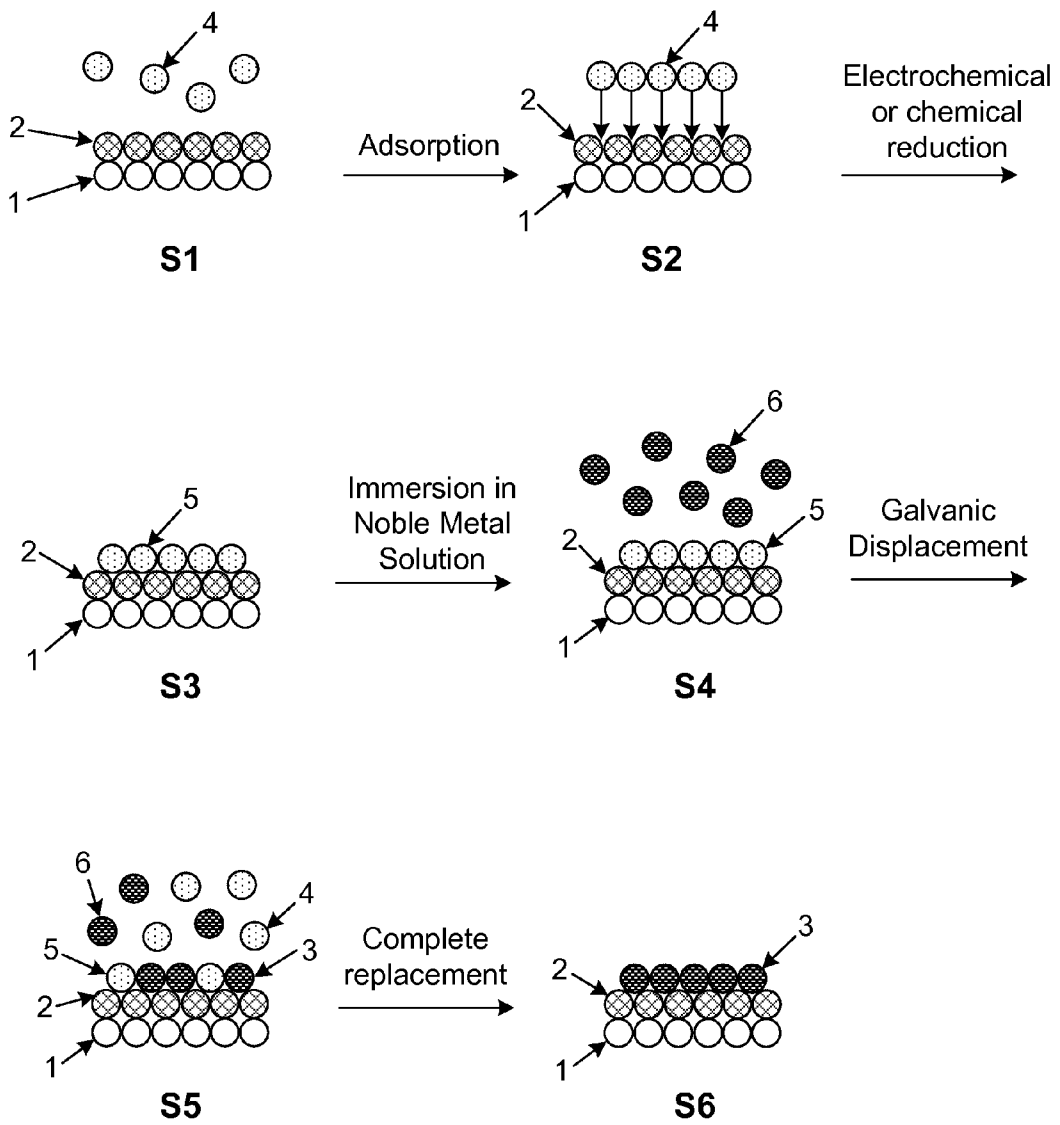 4
2
1
S1
Adsorption
4
2
1
S2
Electrochemical
or chemical
reduction
5
2
1
S3
Immersion in
Noble Metal
Solution
6
5
2
1
S4
Galvanic
Displacement
6
4
5
3
2
1
S5
Complete
replacement
3
2
1
S6